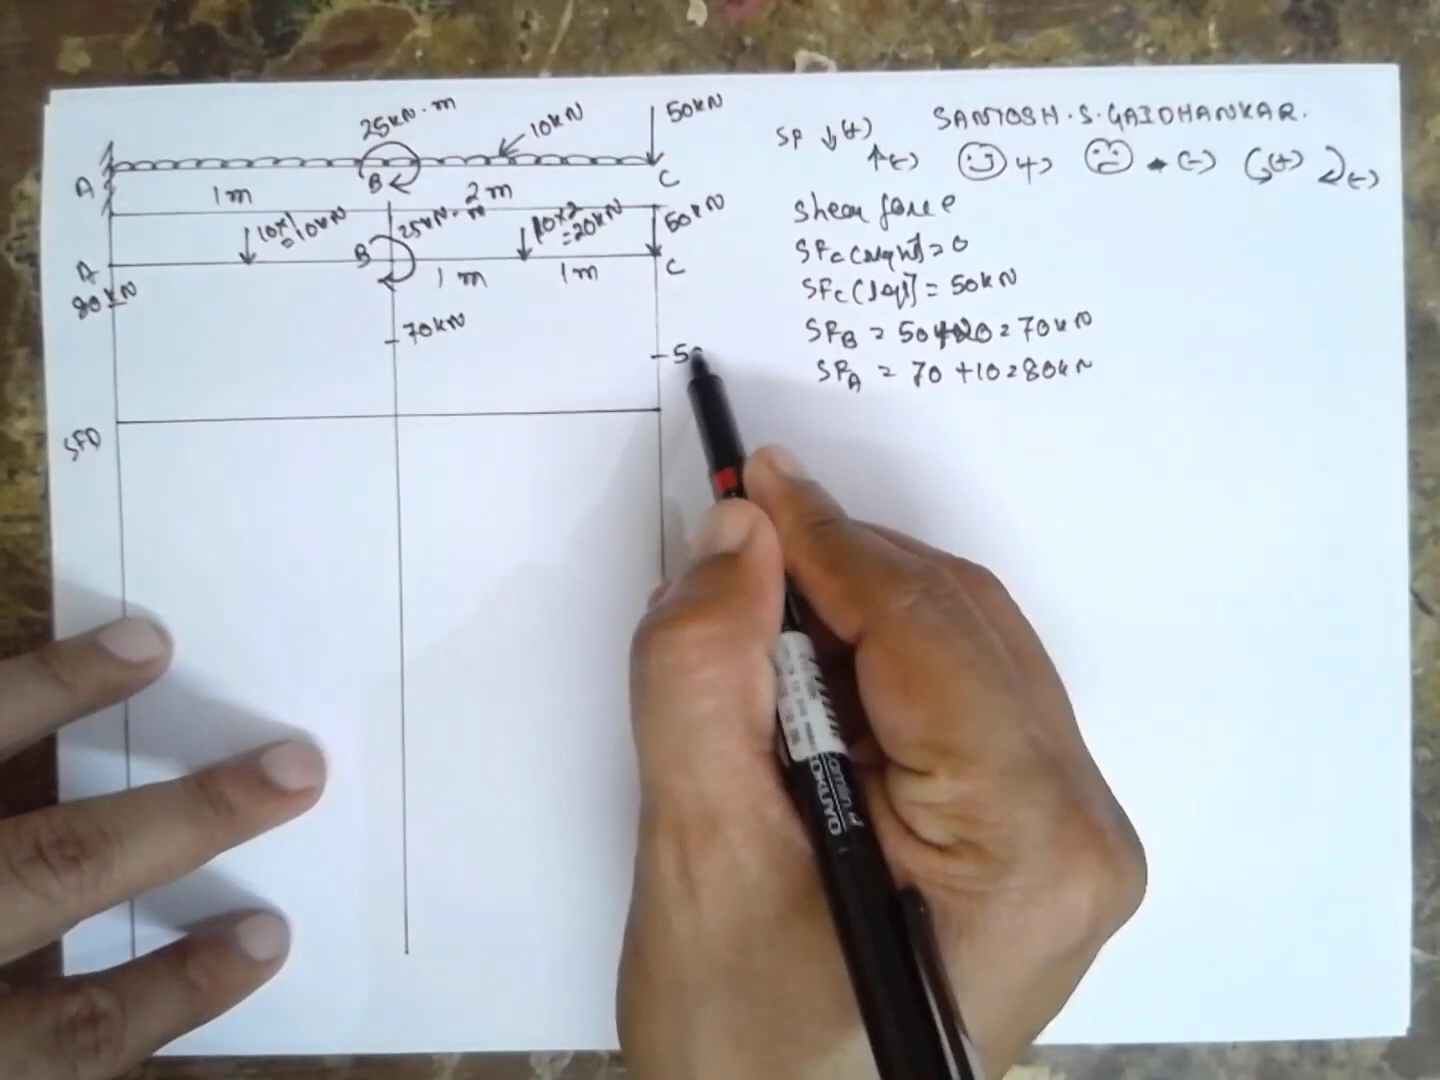 25KN·m
10KN
50KN
A
1m
B
2m
C
10x1
=10KN
25KN-m
10x2
=20KN
50KN
A
B
1m
1m
C
80KN
70KN
50
SFD
SANTOSH.S.GAIDHANKAR.
SF ↓(+)
↑(-)
(+)
(-)
(+)
(-)
Shear force
SFC(right)=0
SFC(left)=50KN
SFB = 50+20=70KN
SFA = 70+10=80KN
KOKUYO